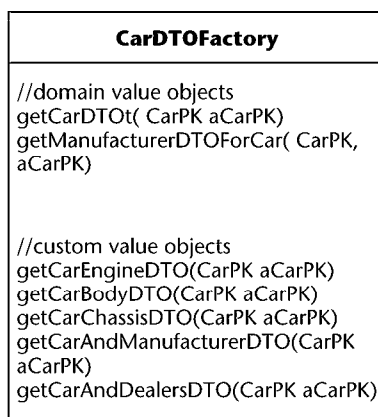 CarDTOFactory
//domain value objects
getCarDTOt( CarPK aCarPK)
getManufacturerDTOForCar( CarPK,
aCarPK)
//custom value objects
getCarEngineDTO(CarPK aCarPK)
getCarBodyDTO(CarPK aCarPK)
getCarChassisDTO(CarPK aCarPK)
getCarAndManufacturerDTO(CarPK
aCarPK)
getCarAndDealersDTO(CarPK aCarPK)